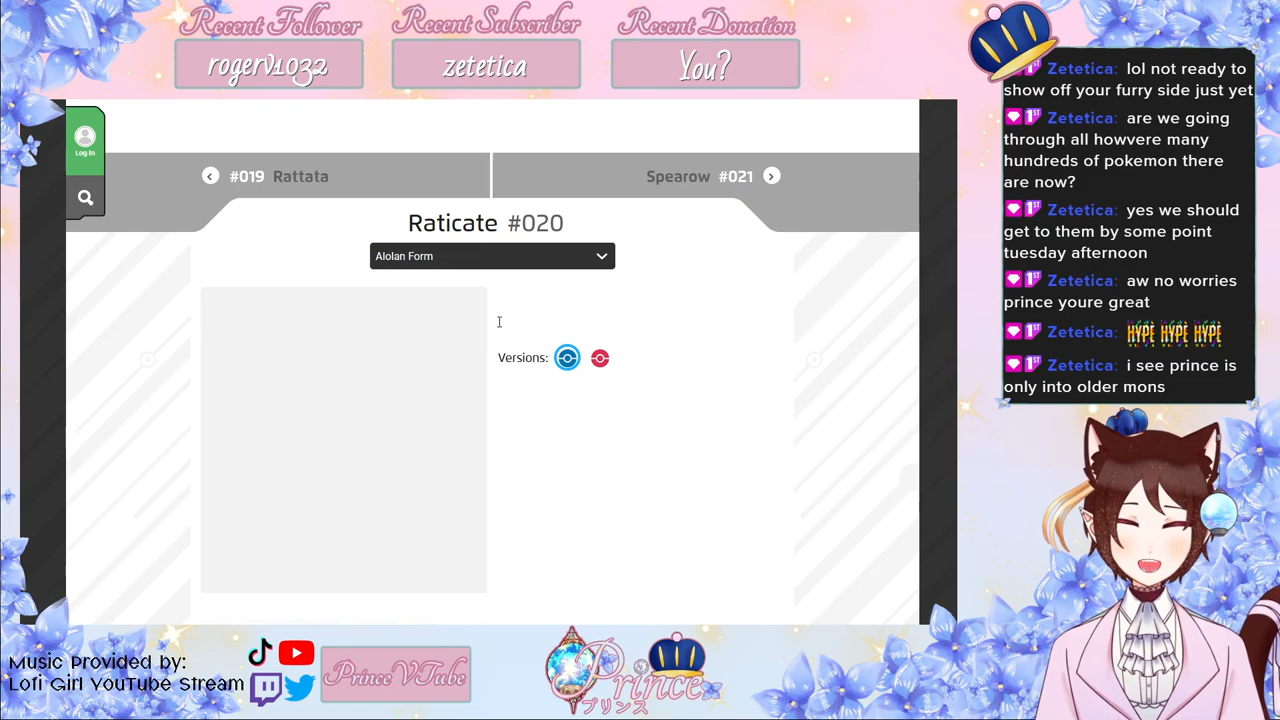 Recent Follower
rogerv1032
Recent Subscriber
zetetica
Recent Donation
You?
Log In
#019 Rattata
Spearow #021
Raticate #020
Alolan Form
Versions:
Zetetica: lol not ready to
show off your furry side just yet
Zetetica: are we going
through all howvere many
hundreds of pokemon there
are now?
Zetetica: yes we should
get to them by some point
tuesday afternoon
Zetetica: aw no worries
prince youre great
Zetetica: HYPE HYPE HYPE
Zetetica: i see prince is
only into older mons
Music Provided by:
Lofi Girl YouTube Stream
PrinceVTube
Prince
プリンス